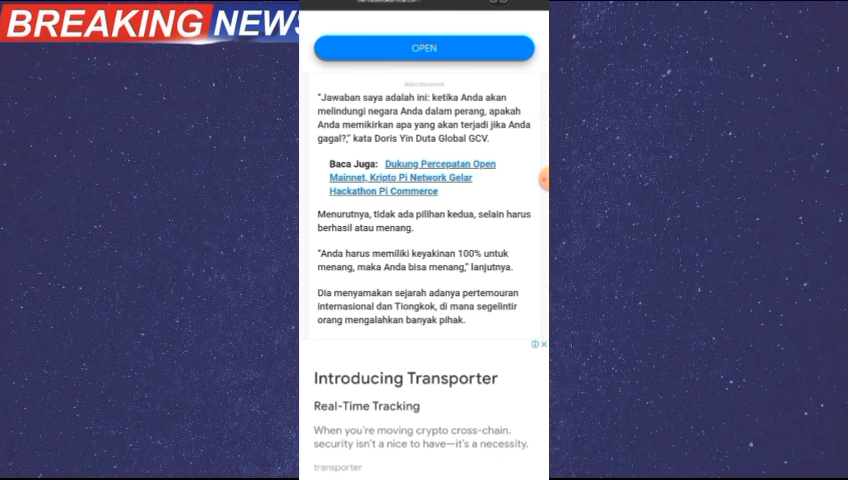 BREAKING NEWS
OPEN
Advertisement
"Jawaban saya adalah ini: ketika Anda akan
melindungi negara Anda dalam perang, apakah
Anda memikirkan apa yang akan terjadi jika Anda
gagal?," kata Doris Yin Duta Global GCV.
Baca Juga: Dukung Percepatan Open
Mainnet, Kripto Pi Network Gelar
Hackathon Pi Commerce
Menurutnya, tidak ada pilihan kedua, selain harus
berhasil atau menang.
"Anda harus memiliki keyakinan 100% untuk
menang, maka Anda bisa menang," lanjutnya.
Dia menyamakan sejarah adanya pertemouran
internasional dan Tiongkok, di mana segelintir
orang mengalahkan banyak pihak.
Introducing Transporter
Real-Time Tracking
When you're moving crypto cross-chain,
security isn't a nice to have—it's a necessity.
transporter